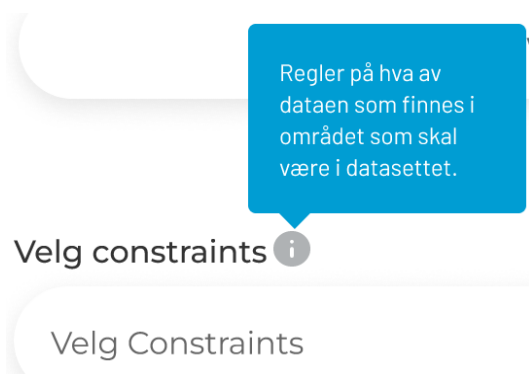 Regler på hva av
dataen som finnes i
området som skal
være i datasettet.
Velg constraints
Velg Constraints